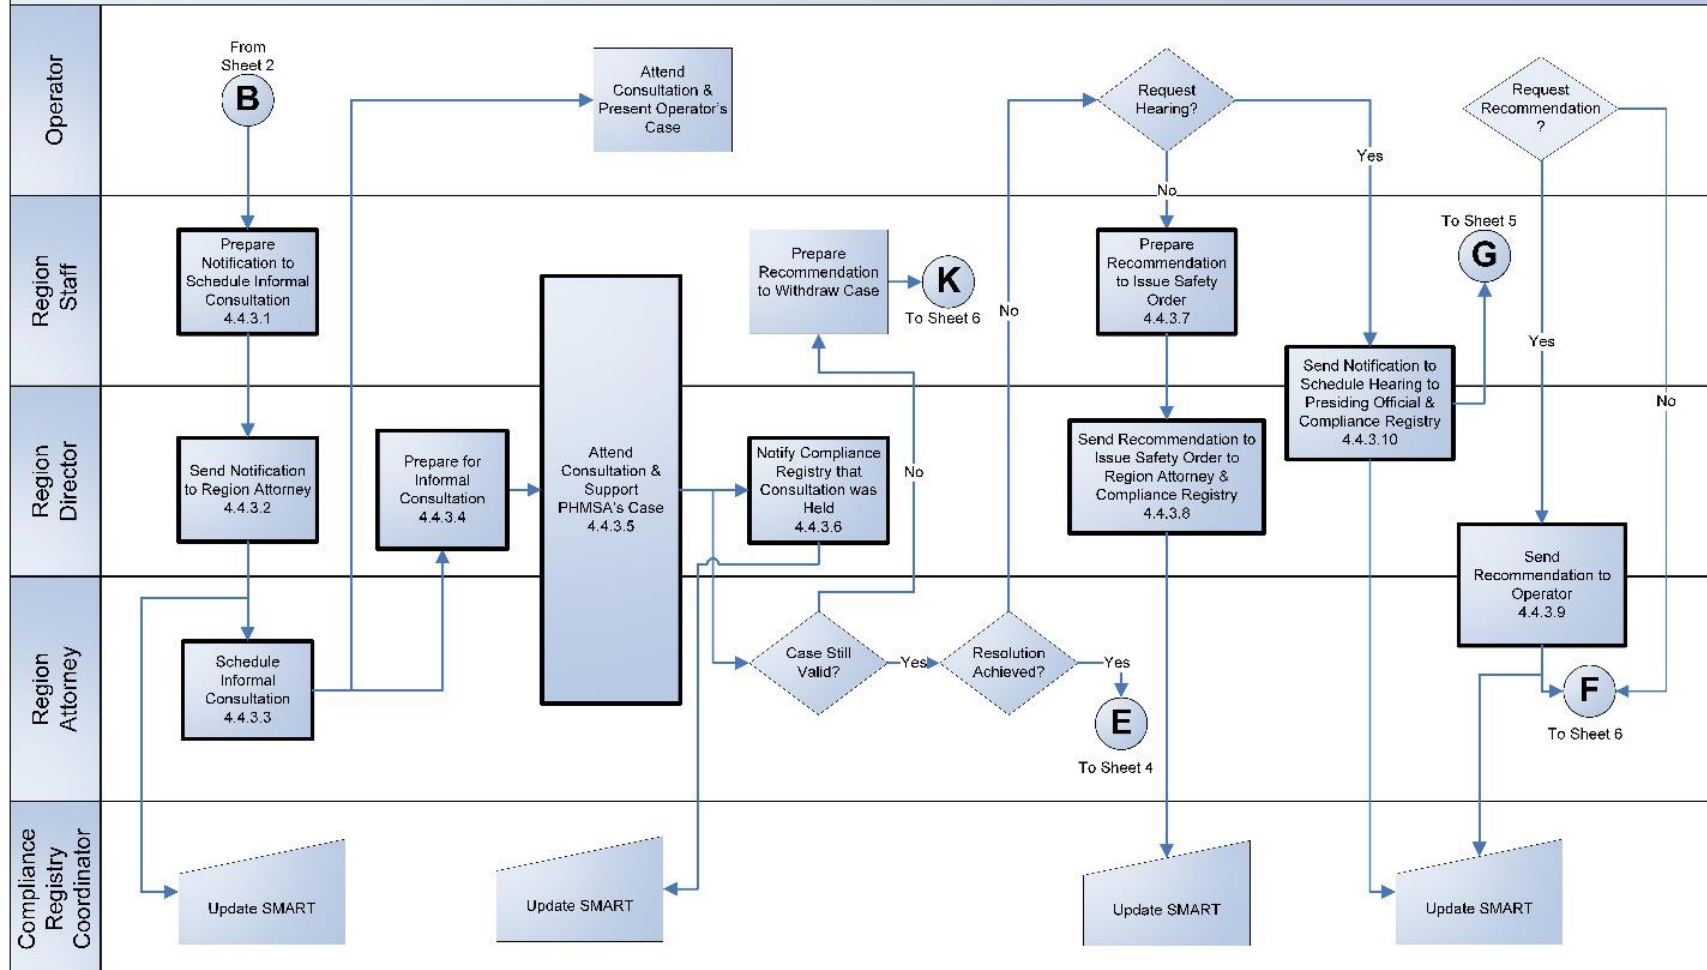 Operator
From
Sheet 2
B
Attend
Consultation &
Present Operator's
Case
Request
Hearing?
No
Yes
Request
Recommendation
?
Yes
No
Region
Staff
Prepare
Notification to
Schedule Informal
Consultation
4.4.3.1
Prepare
Recommendation
to Withdraw Case
K
To Sheet 6
No
Prepare
Recommendation
to Issue Safety
Order
4.4.3.7
To Sheet 5
G
Send Notification to
Schedule Hearing to
Presiding Official &
Compliance Registry
4.4.3.10
Region
Director
Send Notification
to Region Attorney
4.4.3.2
Prepare for
Informal
Consultation
4.4.3.4
Attend
Consultation &
Support
PHMSA's Case
4.4.3.5
Notify Compliance
Registry that
Consultation was
Held
4.4.3.6
No
Send Recommendation to
Issue Safety Order to
Region Attorney &
Compliance Registry
4.4.3.8
Send
Recommendation to
Operator
4.4.3.9
Region
Attorney
Schedule
Informal
Consultation
4.4.3.3
Case Still
Valid?
Yes
Resolution
Achieved?
Yes
E
To Sheet 4
F
To Sheet 6
Compliance
Registry
Coordinator
Update SMART
Update SMART
Update SMART
Update SMART